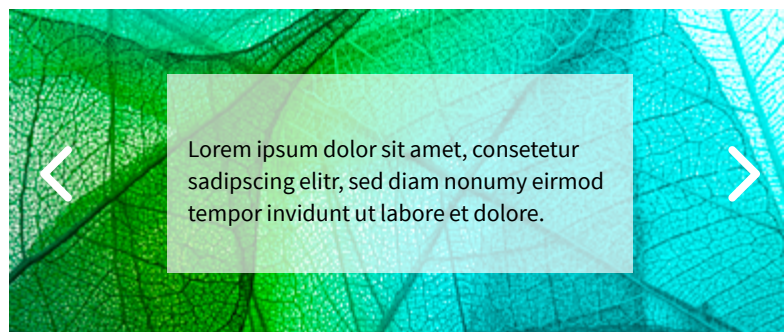 Lorem ipsum dolor sit amet, consetetur
sadipscing elitr, sed diam nonumy eirmod
tempor invidunt ut labore et dolore.